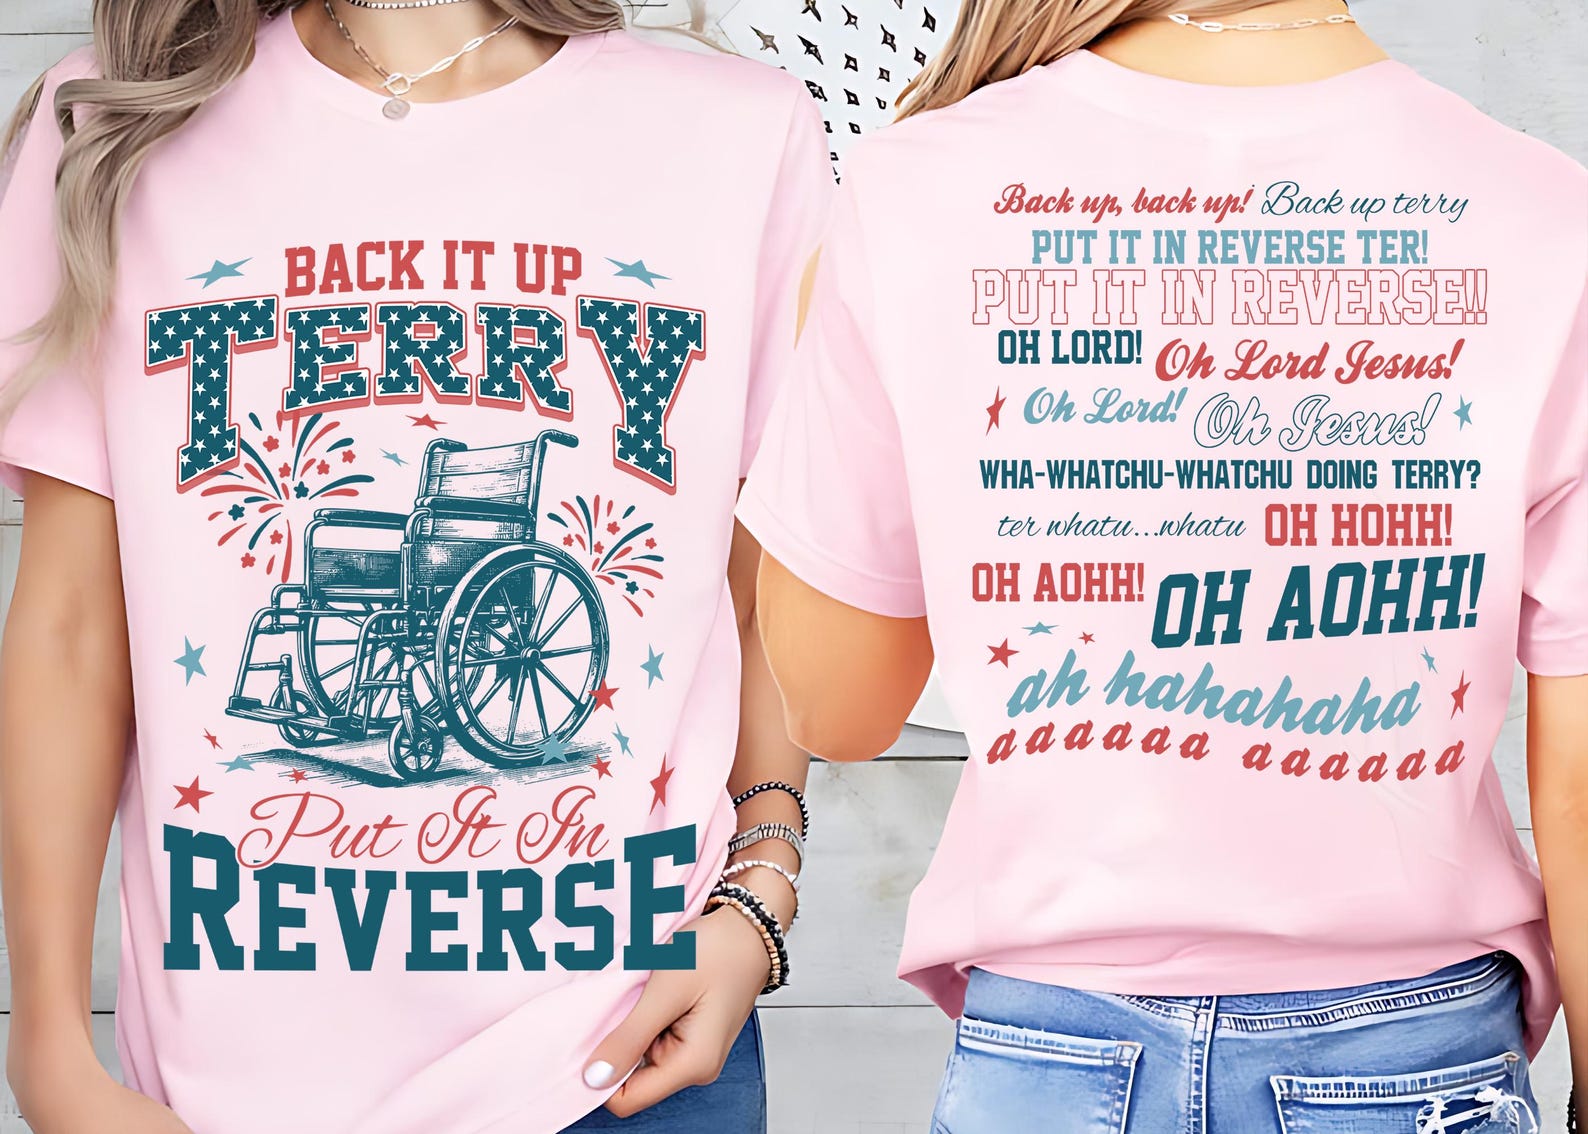 BACK IT UP
TERRY
Put It In
REVERSE
Back up, back up! Back up terry
PUT IT IN REVERSE TER!
PUT IT IN REVERSE!!
OH LORD! Oh Lord Jesus!
Oh Lord! Oh Jesus!
WHA-WHATCHU-WHATCHU DOING TERRY?
ter whatu...whatu OH HOHH!
OH AOHH! OH AOHH!
ah hahahahaha
aaaaaa aaaaaa